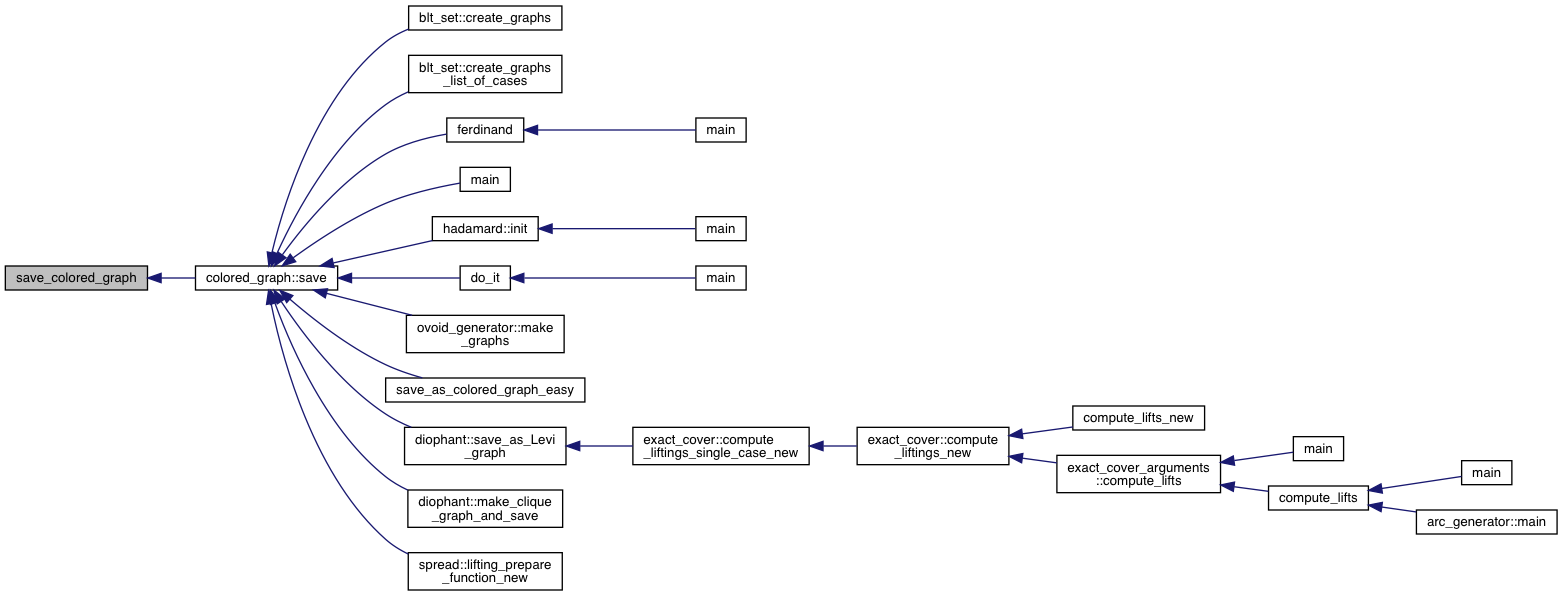 blt_set::create_graphs
blt_set::create_graphs
_list_of_cases
ferdinand
main
main
hadamard::init
main
save_colored_graph
colored_graph::save
do_it
main
ovoid_generator::make
_graphs
save_as_colored_graph_easy
diophant::save_as_Levi
_graph
exact_cover::compute
_liftings_single_case_new
exact_cover::compute
_liftings_new
compute_lifts_new
exact_cover_arguments
::compute_lifts
main
compute_lifts
main
arc_generator::main
diophant::make_clique
_graph_and_save
spread::lifting_prepare
_function_new